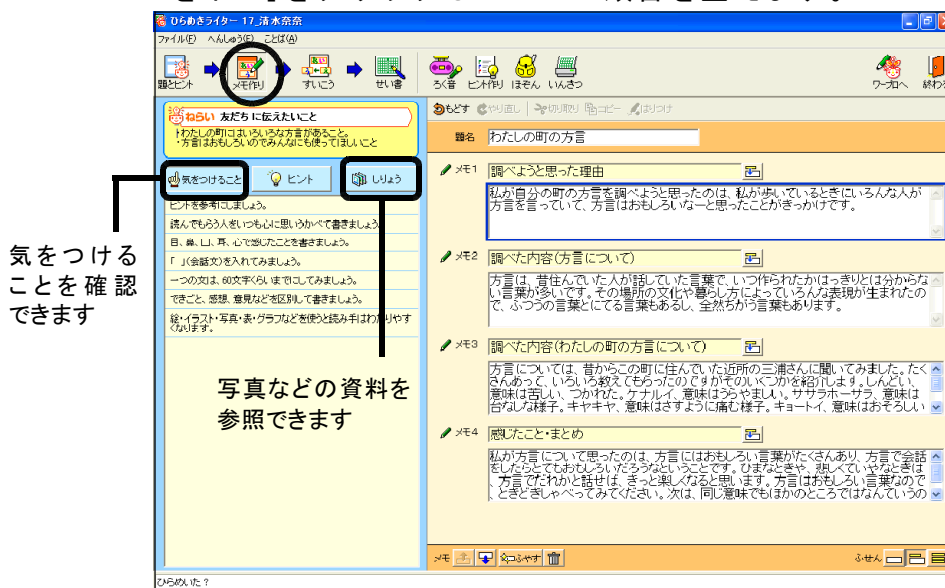 ひらめきライター 17_清水奈奈
ファイル(F) へんしゅう(E) ことば(A)
題とヒント メモ作り すいこう せい書 ろく音 ヒント作り ほぞん いんさつ ワープロへ 終わる
もどす やり直し 切り取り コピー はりつけ
ねらい 友だちに伝えたいこと
・わたしの町にはいろいろな方言があること。
・方言はおもしろいのでみんなにも使ってほしいこと
気をつけること ヒント しりょう
ヒントを参考にしましょう。
読んでもらう人をいつも心に思いうかべて書きましょう。
目、鼻、口、耳、心で感じたことを書きましょう。
「 」(会話文)を入れてみましょう。
一つの文は、60文字くらいまでにしてみましょう。
できごと、感想、意見などを区別して書きましょう。
絵・イラスト・写真・表・グラフなどを使うと読み手はわかりやす
くなります。
気をつける
ことを確認
できます
写真などの資料を
参照できます
題名 わたしの町の方言
メモ1 調べようと思った理由
私が自分の町の方言を調べようと思ったのは、私が歩いているときにいろんな人が
方言を言っていて、方言はおもしろいなーと思ったことがきっかけです。
メモ2 調べた内容(方言について)
方言は、昔住んでいた人が話していた言葉で、いつ作られたかはっきりとは分からな
い言葉が多いです。その場所の文化や暮らし方によっていろんな表現が生まれたの
で、ふつうの言葉とにてる言葉もあるし、全然ちがう言葉もあります。
メモ3 調べた内容(わたしの町の方言について)
方言については、昔からこの町に住んでいた近所の三浦さんに聞いてみました。たく
さんあって、いろいろ教えてもらったのですがそのいくつかを紹介します。しんどい、
意味は苦しい、つかれた。ケナルイ、意味はうらやましい。ササラホーサラ、意味は
台なしな様子。キヤキヤ、意味はさすように痛む様子。キョートイ、意味はおそろしい
メモ4 感じたこと・まとめ
私が方言について思ったのは、方言にはおもしろい言葉がたくさんあり、方言で会話
をしたらとてもおもしろいだろうなということです。ひまなときや、悲しくていやなときは
、方言でだれかと話せば、きっと楽しくなると思います。方言はおもしろい言葉なので
、ときどきしゃべってみてください。次は、同じ意味でもほかのところではなんていうの
メモ ふやす ふせん
ひらめいた?